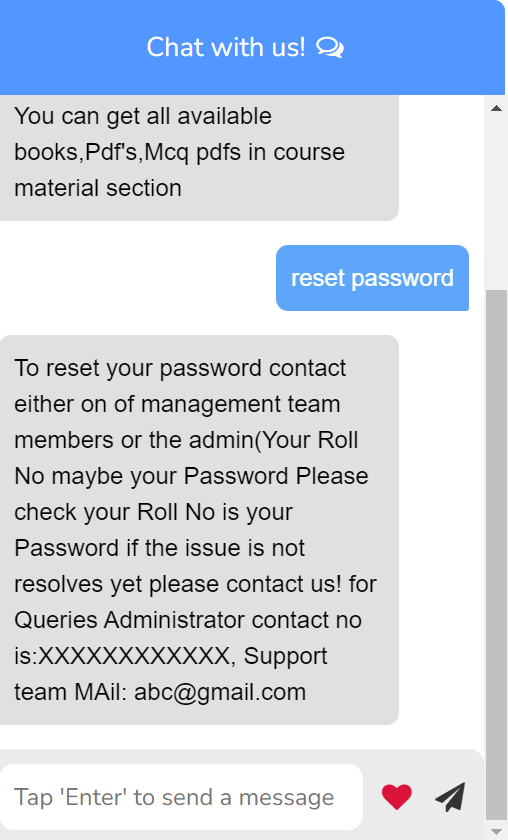 Chat with us!
You can get all available
books,Pdf's,Mcq pdfs in course
material section
reset password
To reset your password contact
either on of management team
members or the admin(Your Roll
No maybe your Password Please
check your Roll No is your
Password if the issue is not
resolves yet please contact us! for
Queries Administrator contact no
is:XXXXXXXXXXXX, Support
team MAil: abc@gmail.com
Tap 'Enter' to send a message